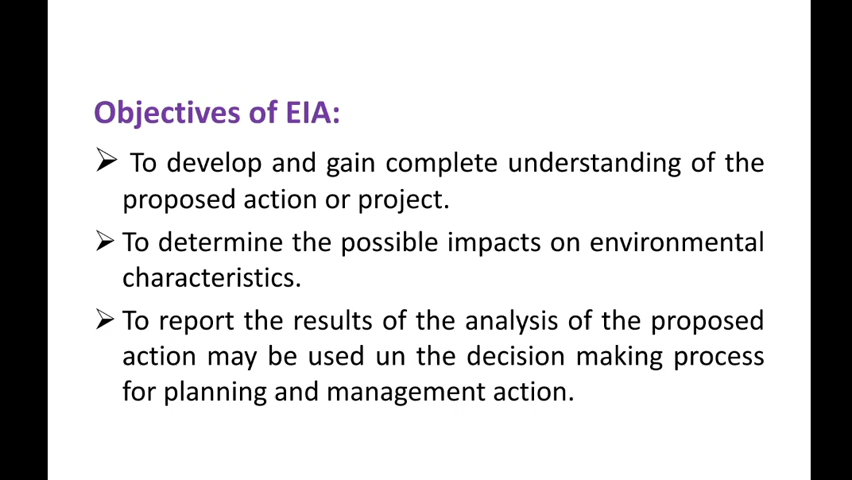 Objectives of EIA:
➢ To develop and gain complete understanding of the
proposed action or project.
➢ To determine the possible impacts on environmental
characteristics.
➢ To report the results of the analysis of the proposed
action may be used un the decision making process
for planning and management action.